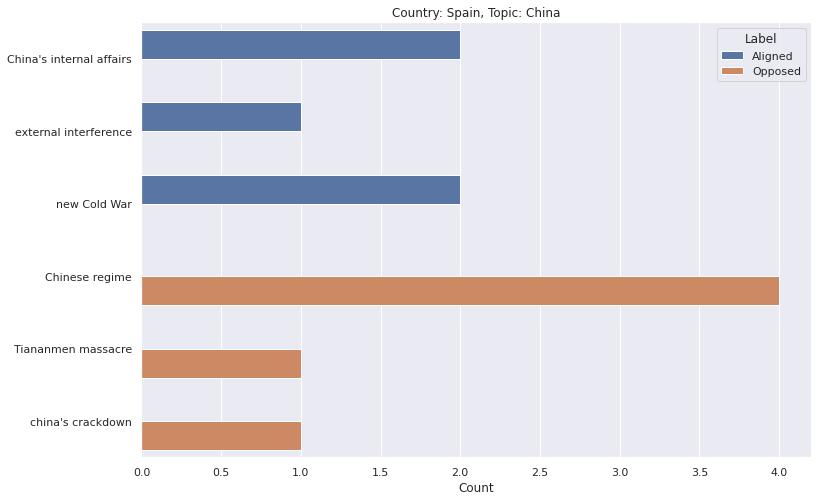 Country: Spain, Topic: China
Label
Aligned
Opposed
China's internal affairs
external interference
new Cold War
Chinese regime
Tiananmen massacre
china's crackdown
0.0 0.5 1.0 1.5 2.0 2.5 3.0 3.5 4.0
Count